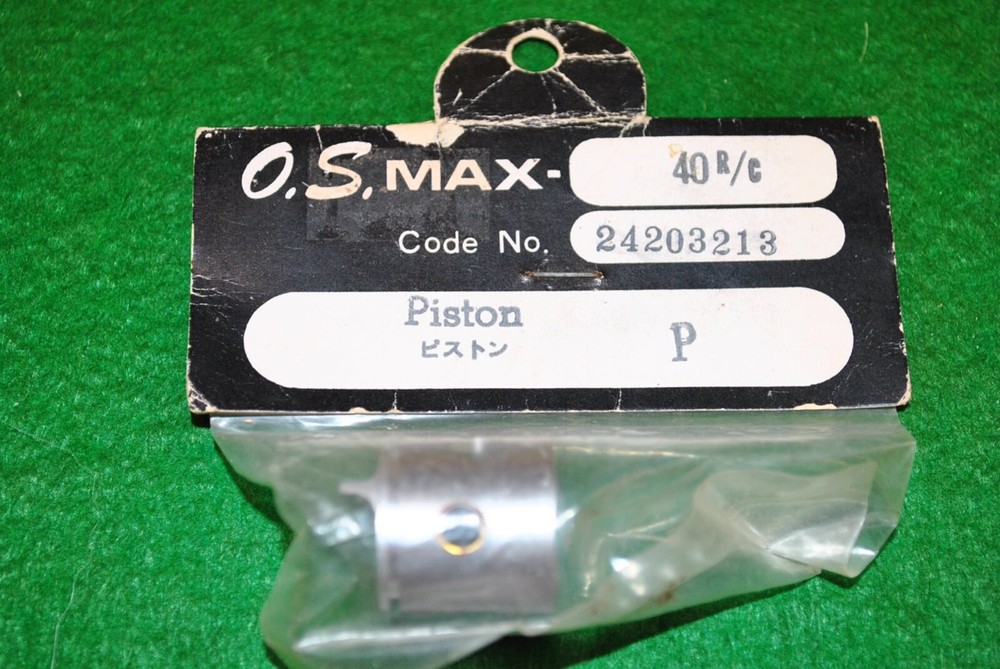 O.S. MAX- 40 R/C
Code No. 24203213
Piston P
ピストン